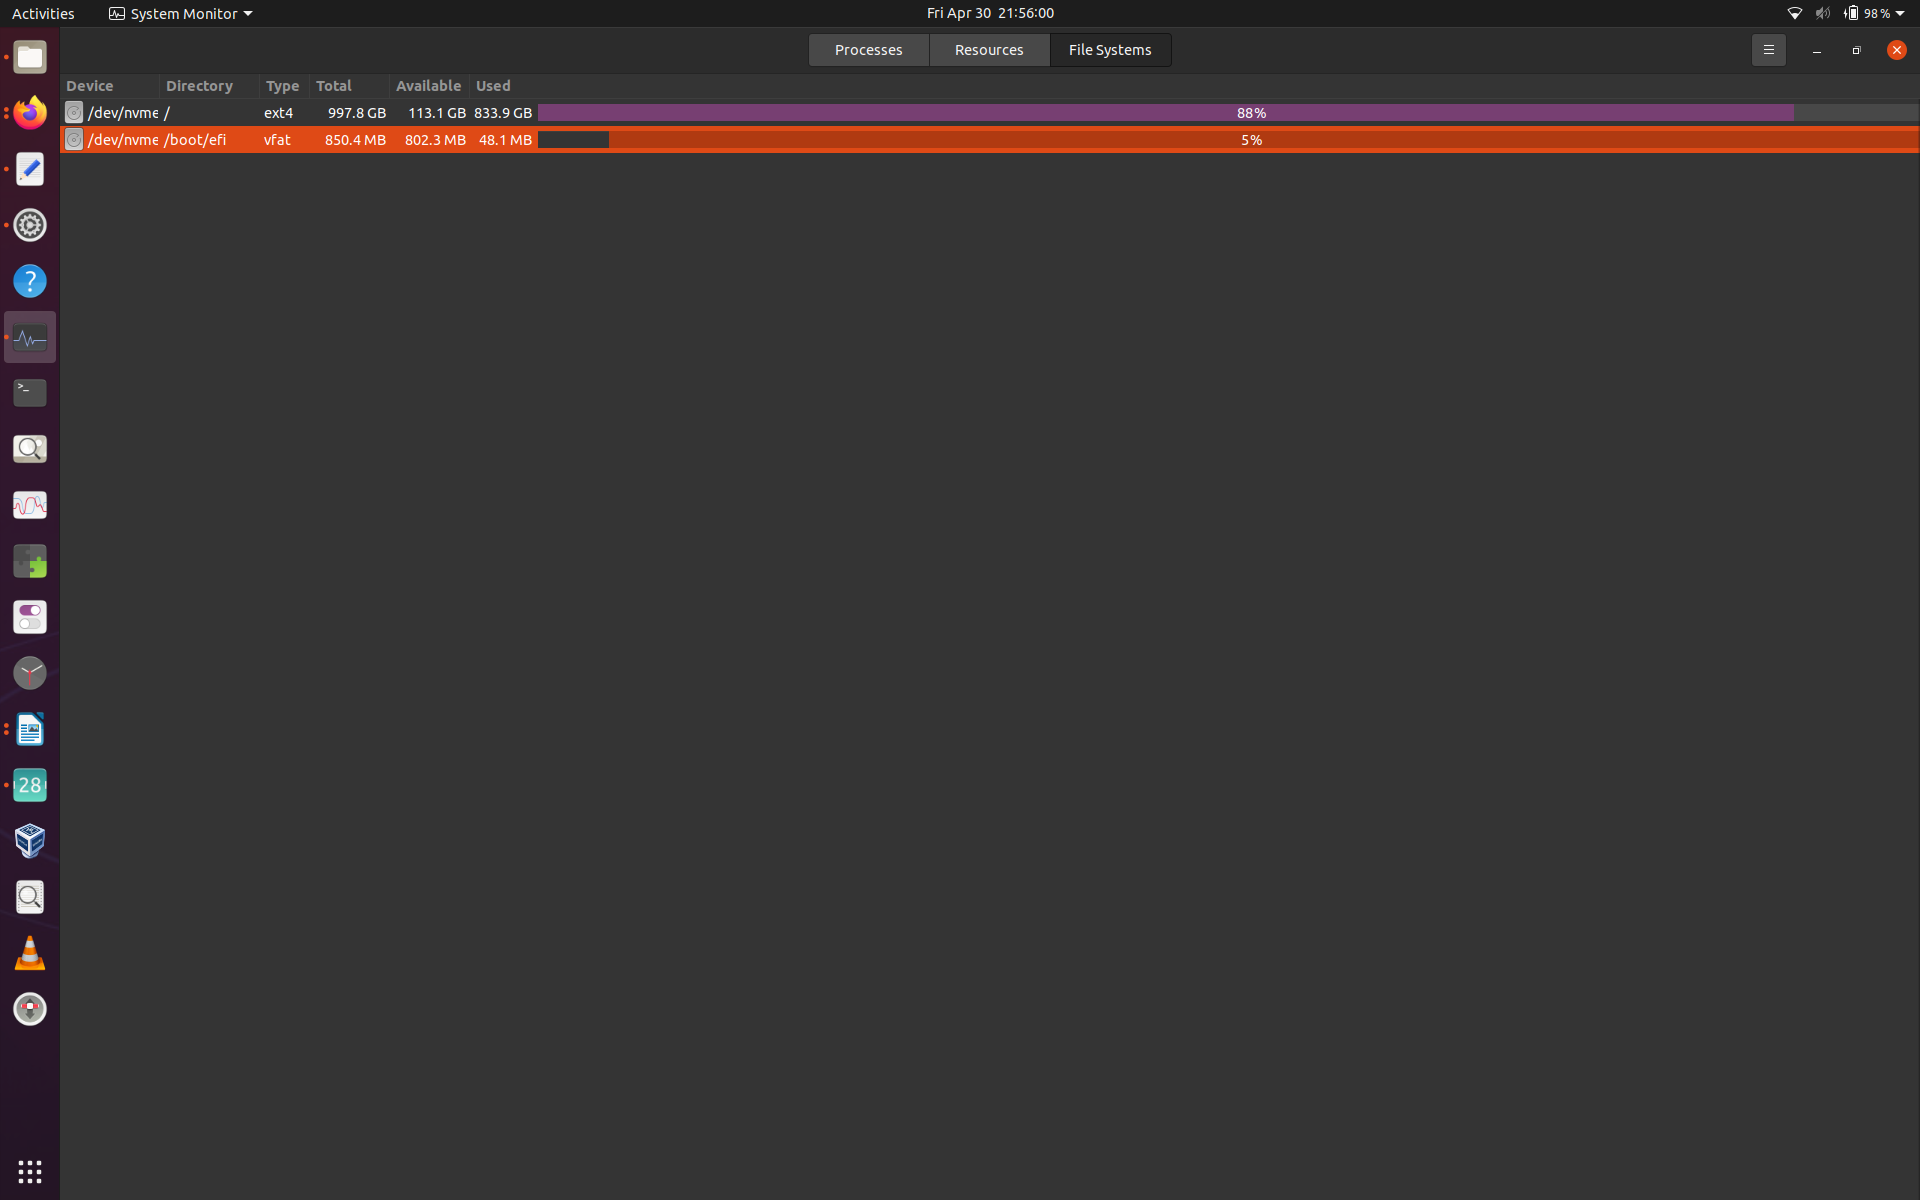 Activities System Monitor Fri Apr 30 21:56:00 98 %
Processes Resources File Systems
Device Directory Type Total Available Used
/dev/nvme / ext4 997.8 GB 113.1 GB 833.9 GB 88%
/dev/nvme /boot/efi vfat 850.4 MB 802.3 MB 48.1 MB 5%
?
>_
28